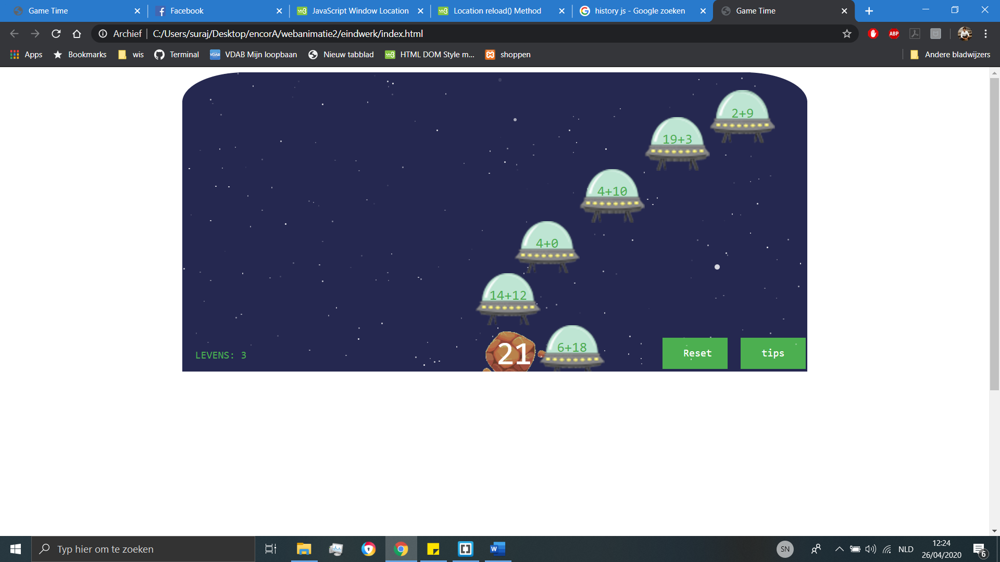 Game Time
Facebook
JavaScript Window Location
Location reload() Method
history js - Google zoeken
Game Time
Archief
C:/Users/suraj/Desktop/encorA/webanimatie2/eindwerk/index.html
ABP
Apps
Bookmarks
wis
Terminal
VDAB
VDAB Mijn loopbaan
Nieuw tabblad
HTML DOM Style m...
shoppen
Andere bladwijzers
2+9
19+3
4+10
4+0
14+12
21
6+18
LEVENS: 3
Reset
tips
Typ hier om te zoeken
SN
NLD
12:24
26/04/2020
6